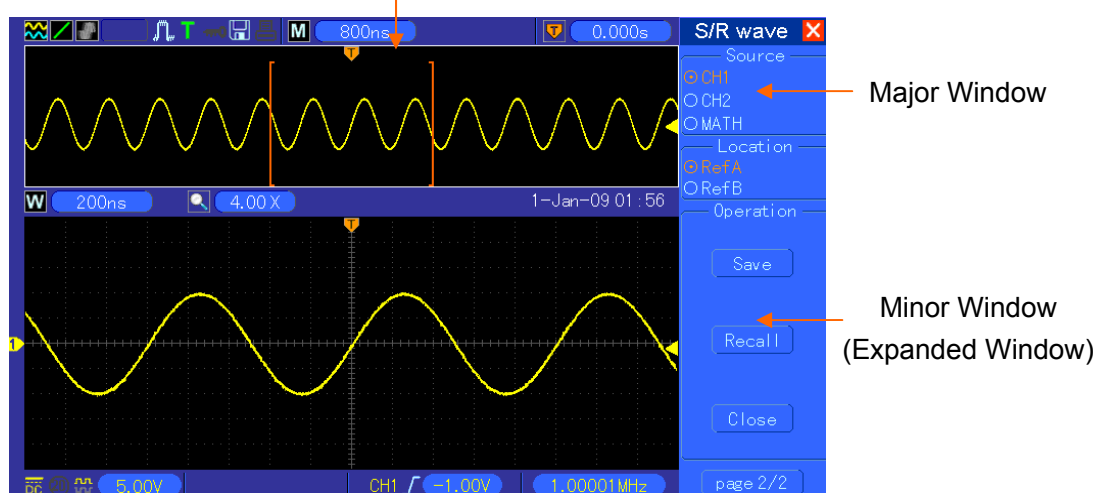 T M 800ns T 0.000s S/R wave
Source
CH1
CH2
MATH
Major Window
Location
RefA
RefB
W 200ns 4.00X 1-Jan-09 01:56
Operation
T
Save
Minor Window
(Expanded Window)
1
Recall
Close
DC 5.00V CH1 -1.00V 1.00001MHz page 2/2